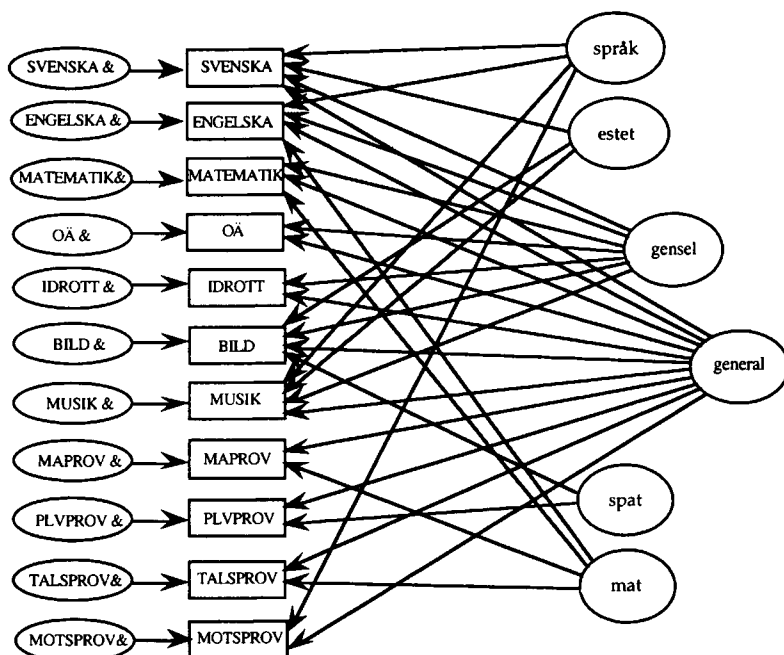 språk
SVENSKA & SVENSKA
ENGELSKA & ENGELSKA
estet
MATEMATIK& MATEMATIK
OÄ & OÄ
gensel
IDROTT & IDROTT
BILD & BILD
general
MUSIK & MUSIK
MAPROV & MAPROV
spat
PLVPROV & PLVPROV
TALSPROV& TALSPROV
mat
MOTSPROV& MOTSPROV